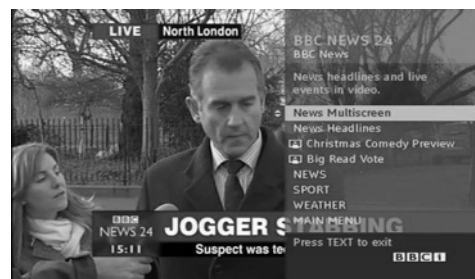 LIVE North London
BBC NEWS 24
BBC News
News headlines and live
events in video.
News Multiscreen
News Headlines
Christmas Comedy Preview
Big Read Vote
NEWS
SPORT
WEATHER
MAIN MENU
Press TEXT to exit
BBC 1
BBC
NEWS 24
15:11
JOGGER STABBING
Suspect was